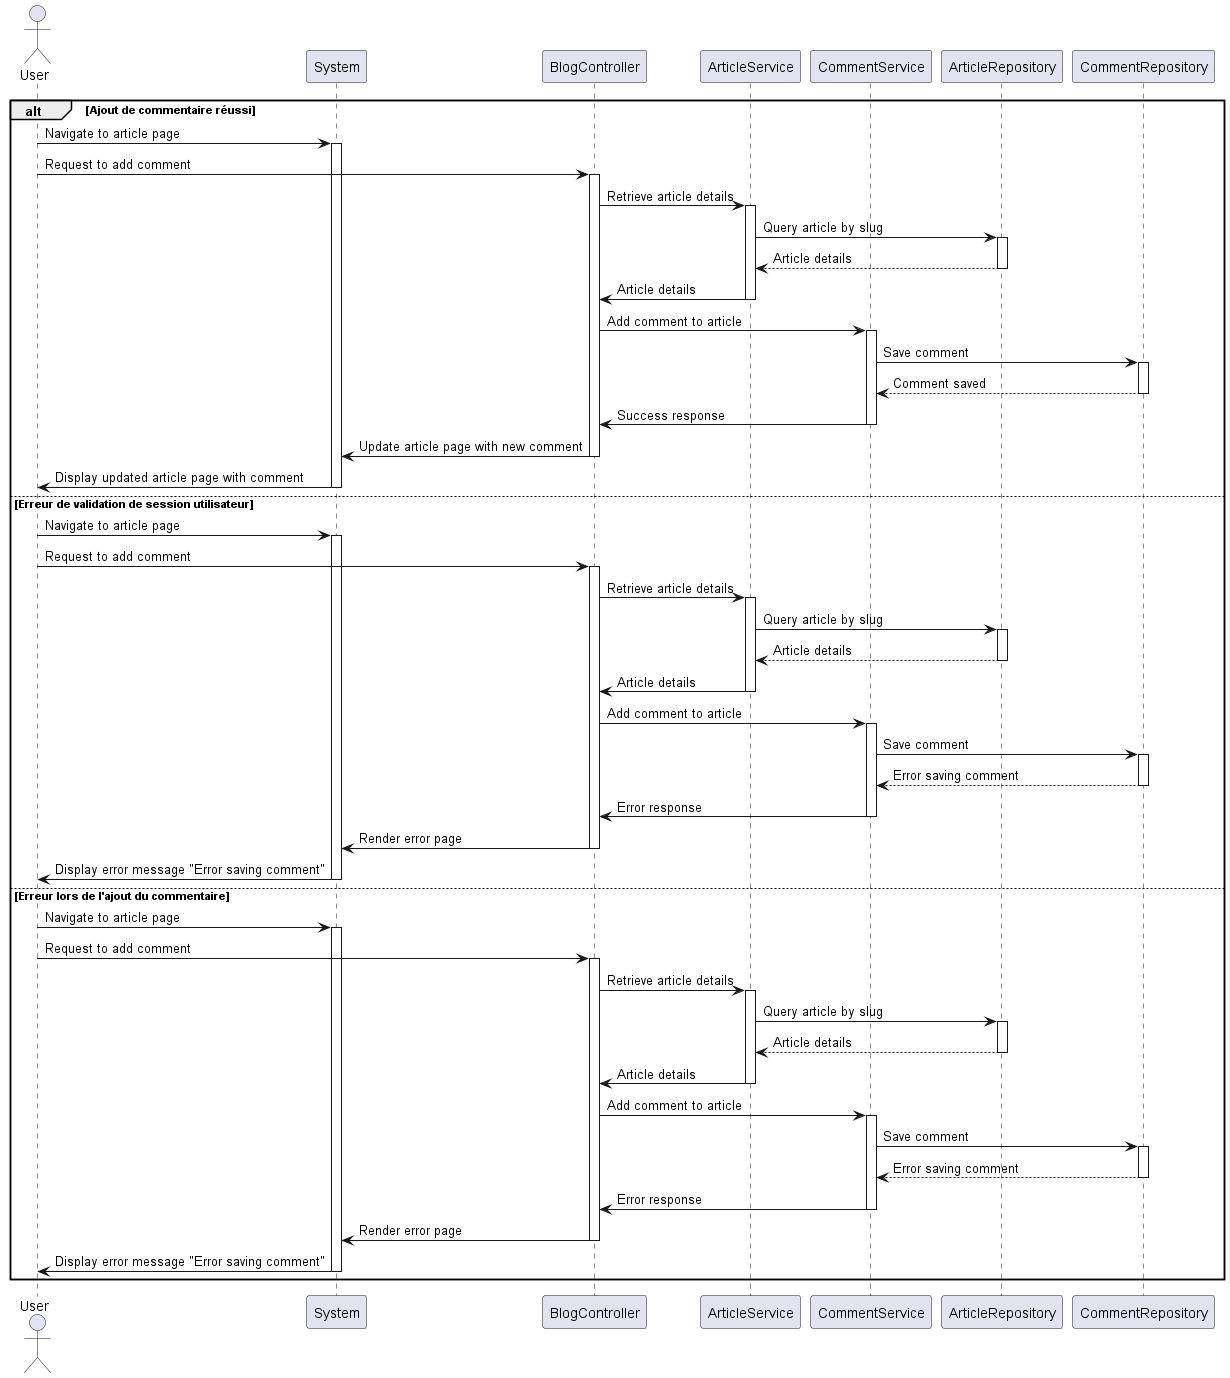 User
System
BlogController
ArticleService
CommentService
ArticleRepository
CommentRepository
alt
[Ajout de commentaire réussi]
Navigate to article page
Request to add comment
Retrieve article details
Query article by slug
Article details
Article details
Add comment to article
Save comment
Comment saved
Success response
Update article page with new comment
Display updated article page with comment
[Erreur de validation de session utilisateur]
Navigate to article page
Request to add comment
Retrieve article details
Query article by slug
Article details
Article details
Add comment to article
Save comment
Error saving comment
Error response
Render error page
Display error message "Error saving comment"
[Erreur lors de l'ajout du commentaire]
Navigate to article page
Request to add comment
Retrieve article details
Query article by slug
Article details
Article details
Add comment to article
Save comment
Error saving comment
Error response
Render error page
Display error message "Error saving comment"
User
System
BlogController
ArticleService
CommentService
ArticleRepository
CommentRepository